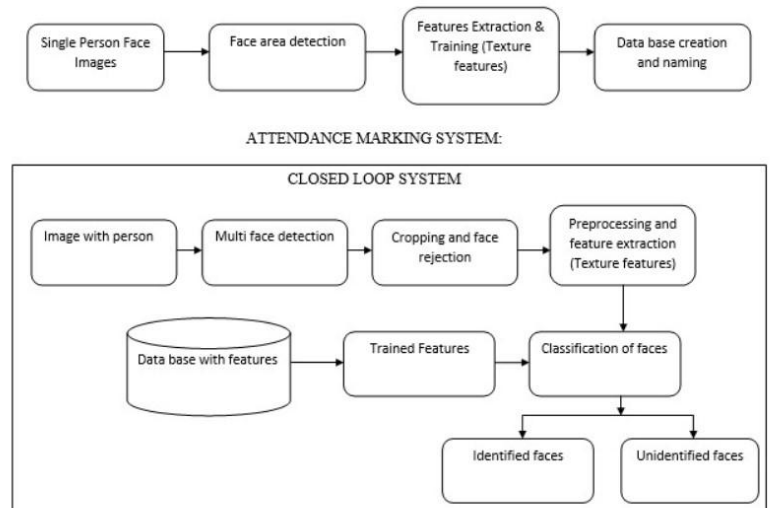 Single Person Face
Images
Face area detection
Features Extraction &
Training (Texture
features)
Data base creation
and naming
ATTENDANCE MARKING SYSTEM:
CLOSED LOOP SYSTEM
Image with person
Multi face detection
Cropping and face
rejection
Preprocessing and
feature extraction
(Texture features)
Data base with features
Trained Features
Classification of faces
Identified faces
Unidentified faces